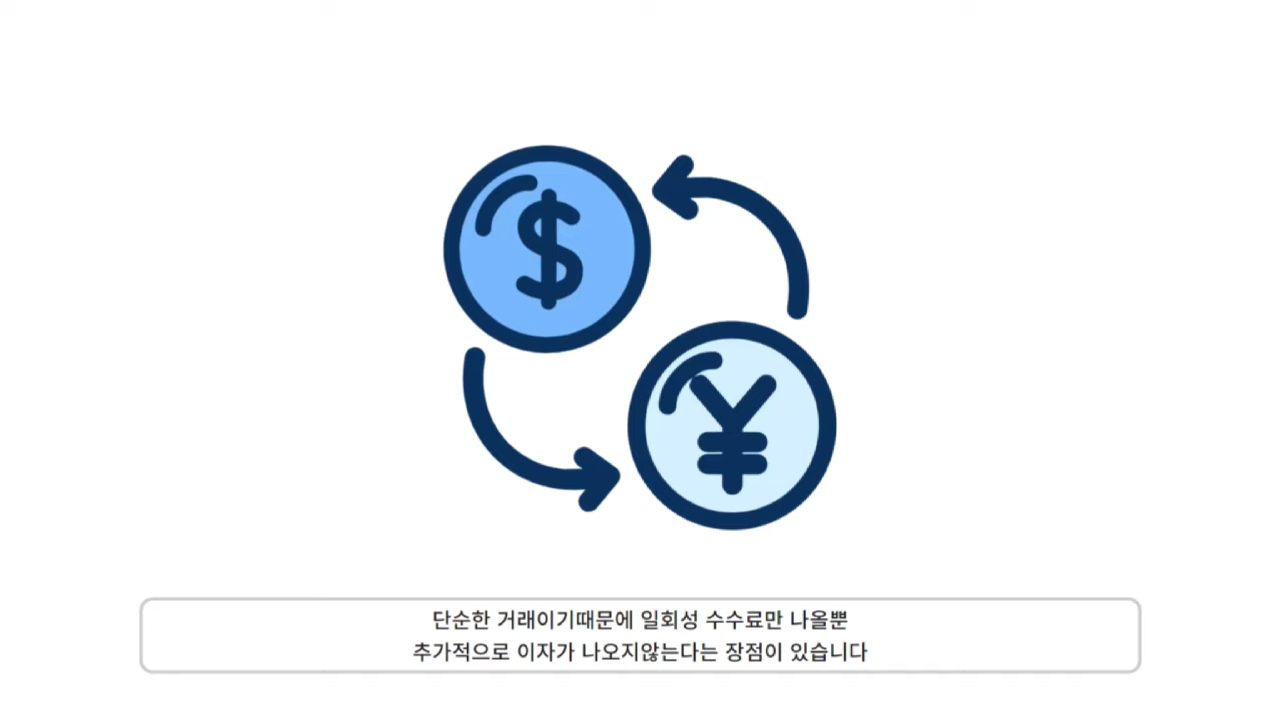 $
¥
단순한 거래이기때문에 일회성 수수료만 나올뿐
추가적으로 이자가 나오지않는다는 장점이 있습니다